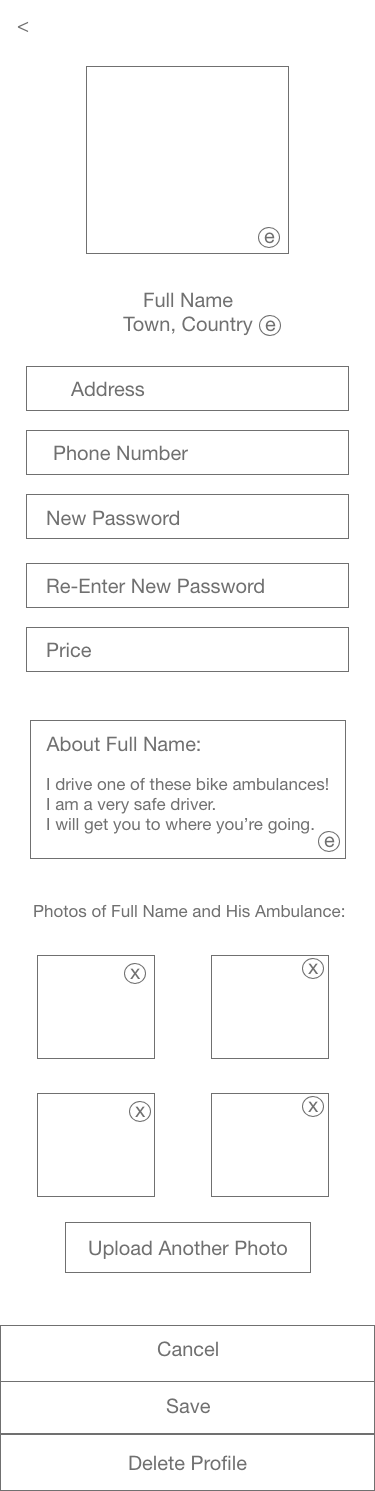 <
ⓔ
Full Name
Town, Country ⓔ
Address
Phone Number
New Password
Re-Enter New Password
Price
About Full Name:
I drive one of these bike ambulances!
I am a very safe driver.
I will get you to where you’re going.
ⓔ
Photos of Full Name and His Ambulance:
ⓧ ⓧ
ⓧ ⓧ
Upload Another Photo
Cancel
Save
Delete Profile